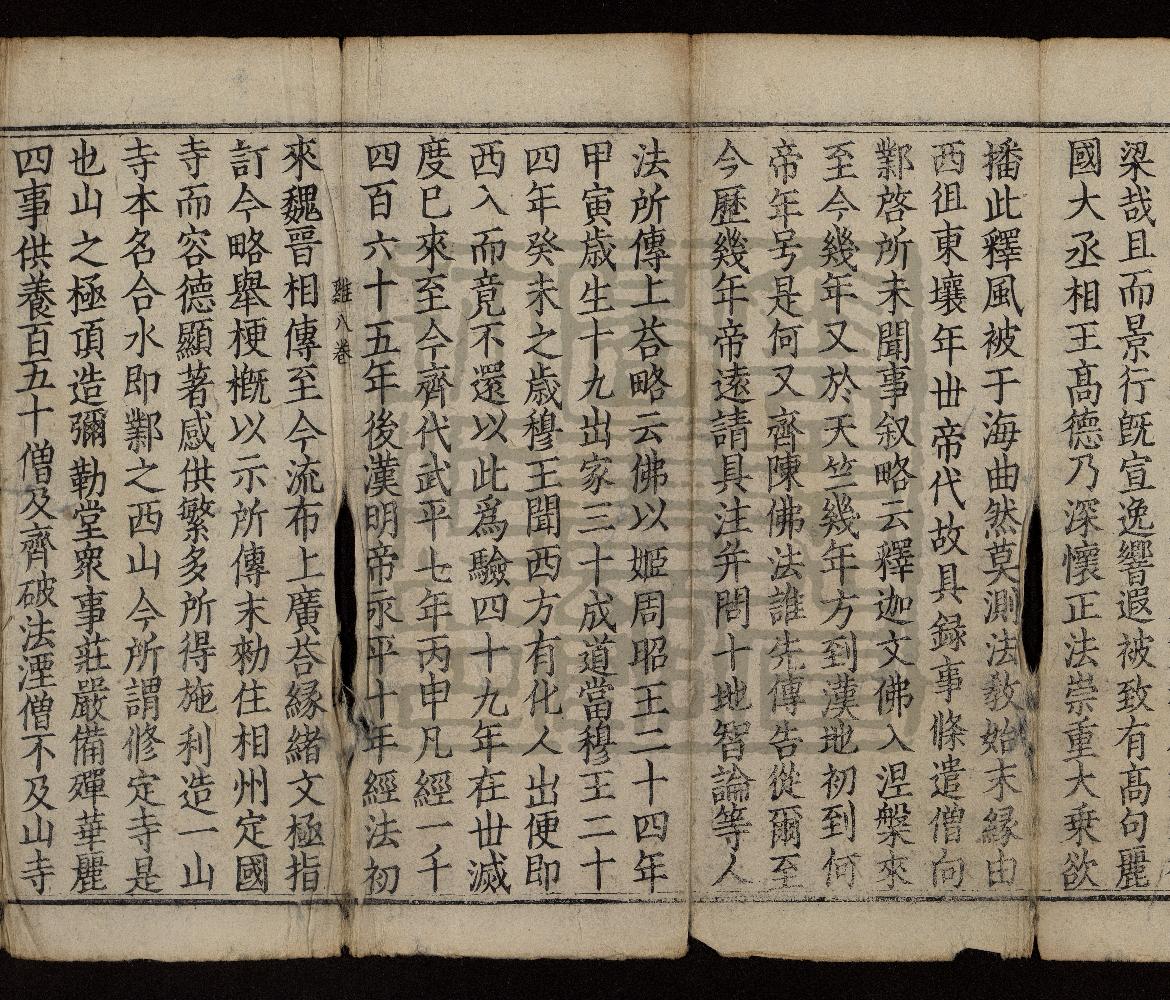 梁哉且而景行旣宣逸響遐被致有髙句麗
國大丞相王髙德乃深懷正法崇重大乗欲
播此釋風被于海曲然莫測法敎始末緣由
西徂東壤年丗帝代故具録事條遣僧向
鄴啓所未聞事叙略云釋迦文佛入涅槃來
至今幾年又於天竺幾年方到漢地初到何
帝年号是何又齊陳佛法誰先傳告從爾至
今歷幾年帝遠請具注并問十地智論等人
法所傳上荅略云佛以姬周昭王二十四年
甲寅歳生十九出家三十成道當穆王二十
四年癸未之歳穆王聞西方有化人出便即
西入而竟不還以此爲驗四十九年在丗滅
度巳來至今齊代武平七年丙申凡經一千
四百六十五年後漢明帝永平十年經法初
雞八卷
來魏晉相傳至今流布上廣荅緣緒文極指
訂今略舉梗槪以示所傳末勑住相州定國
寺而容德顯著感供繁多所得施利造一山
寺本名合水即鄴之西山今所謂修定寺是
也山之極頂造彌勒堂衆事莊嚴備殫華麗
四事供養百五十僧及齊破法湮僧不及山寺